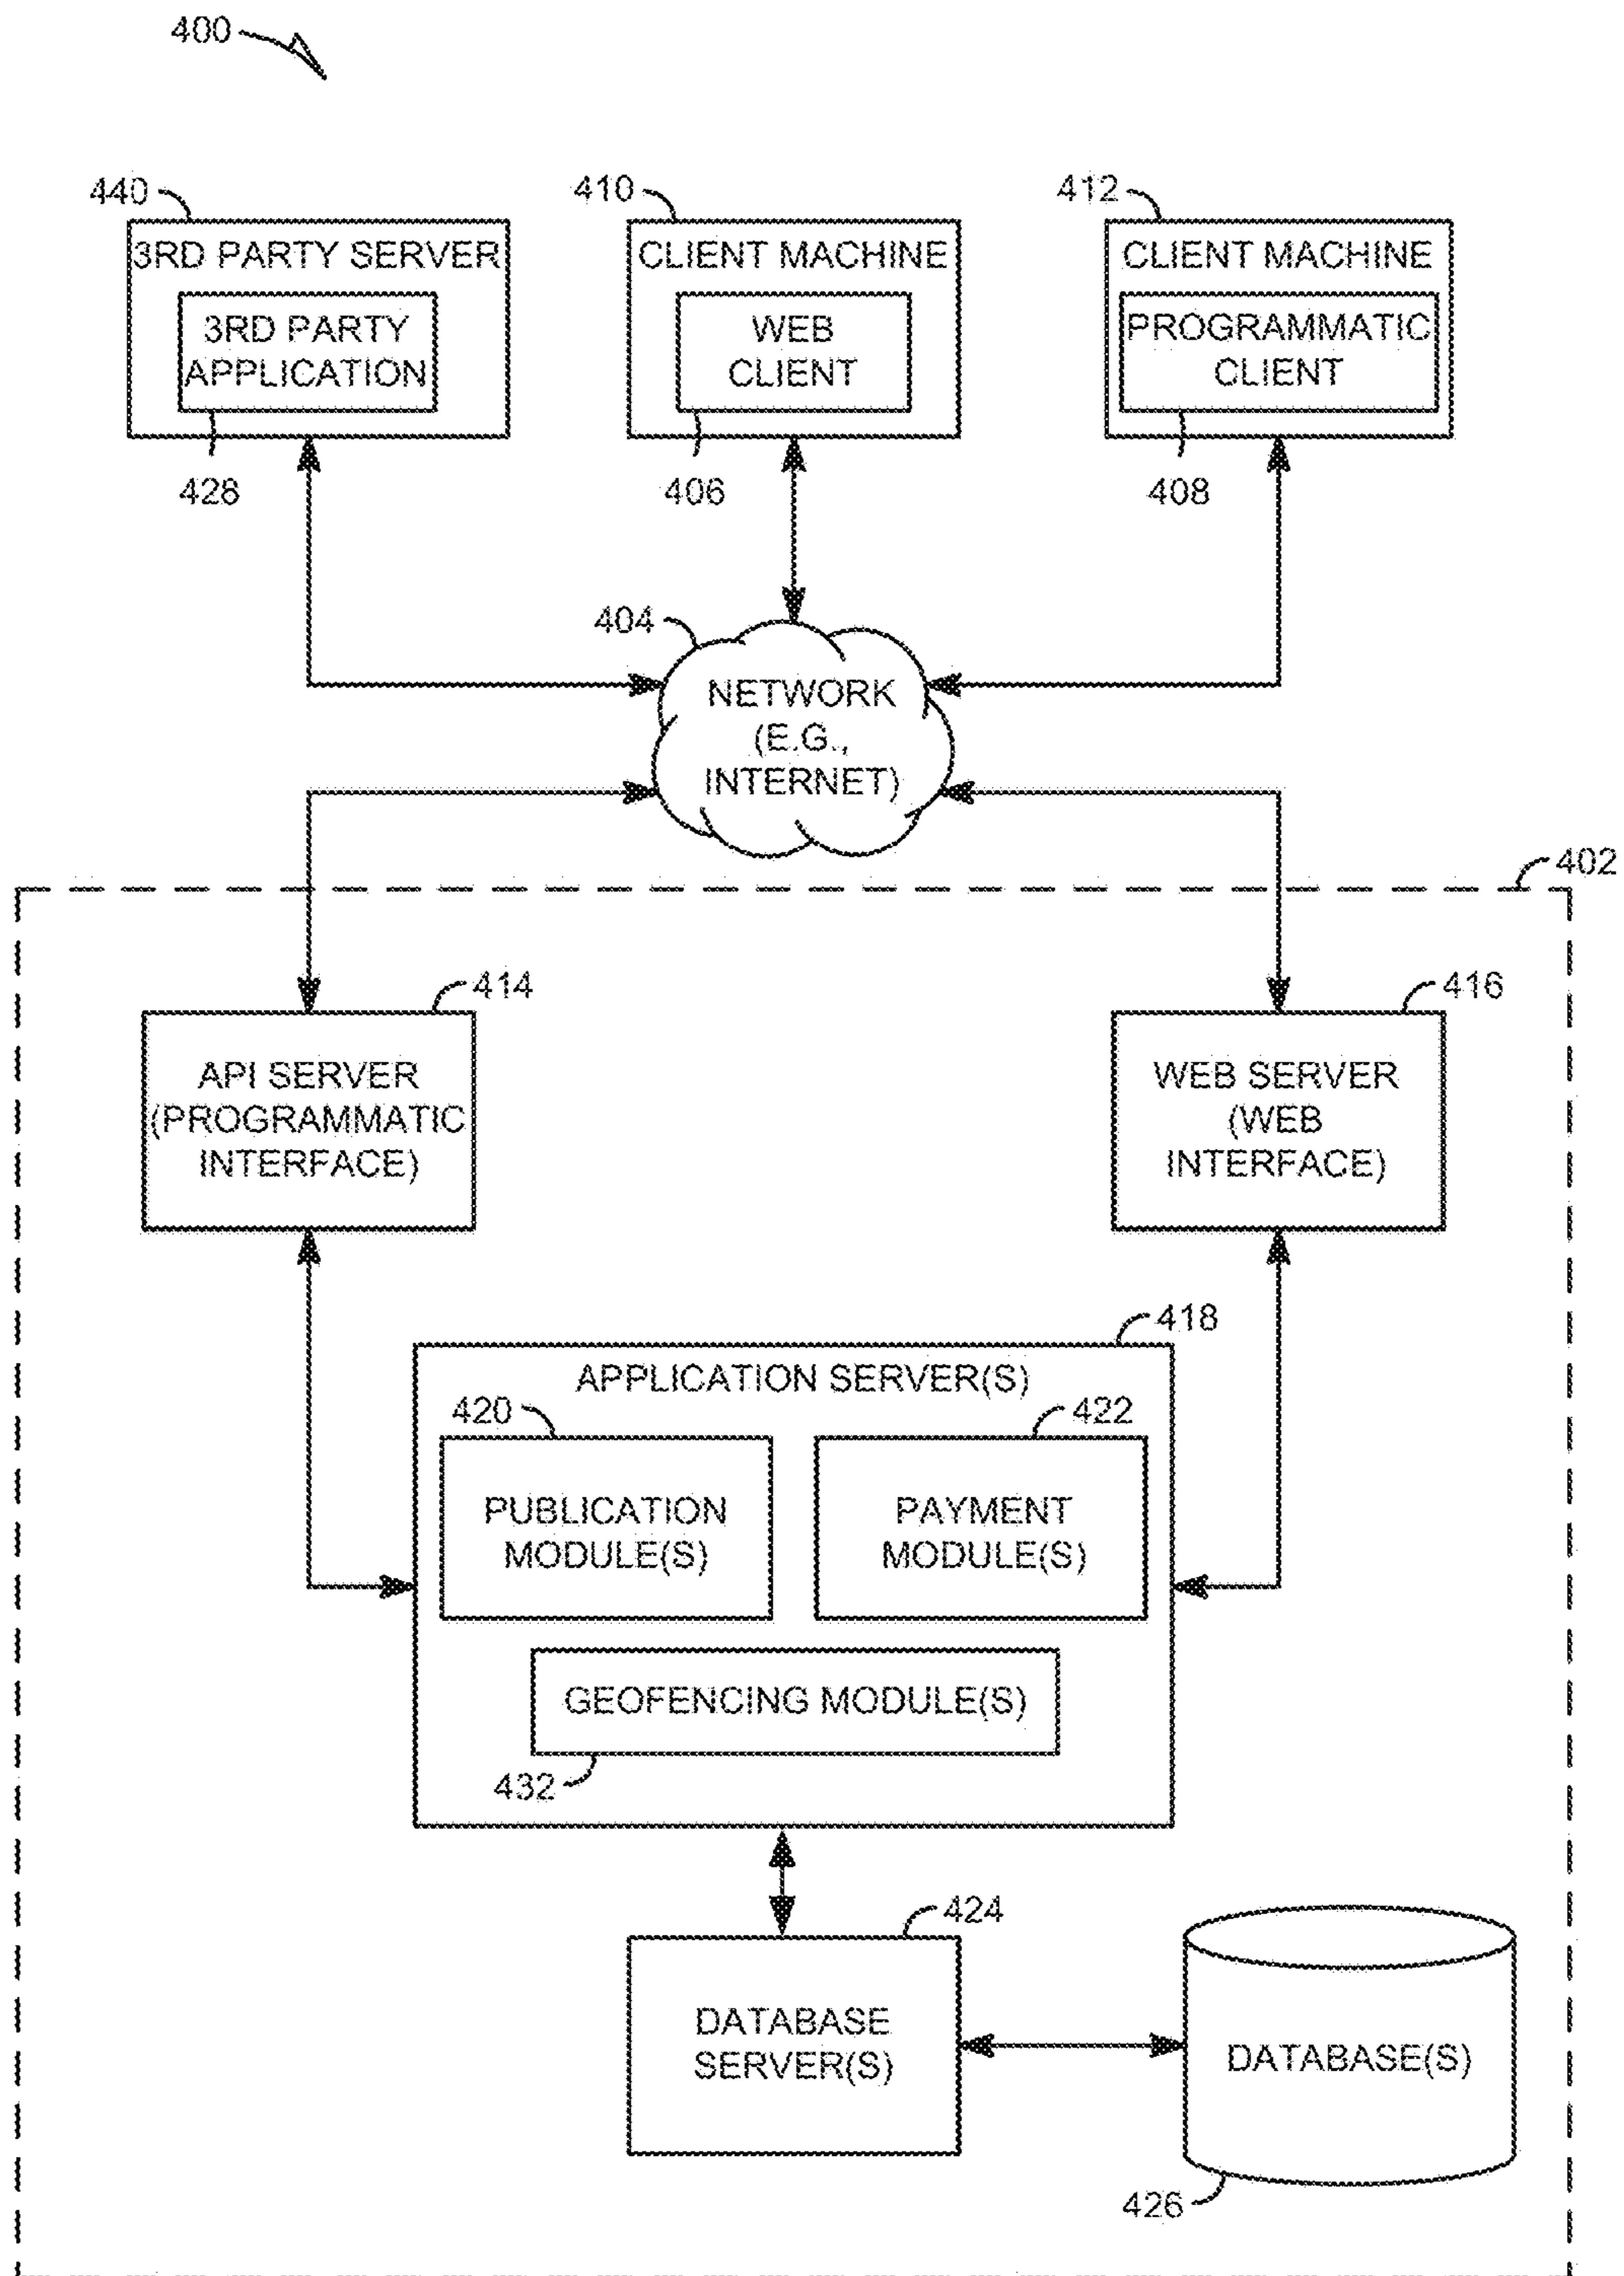 400
440
410
412
3RD PARTY SERVER
CLIENT MACHINE
CLIENT MACHINE
3RD PARTY
APPLICATION
WEB
CLIENT
PROGRAMMATIC
CLIENT
428
406
408
404
NETWORK
(E.G.,
INTERNET)
402
414
416
API SERVER
(PROGRAMMATIC
INTERFACE)
WEB SERVER
(WEB
INTERFACE)
418
APPLICATION SERVER(S)
420
422
PUBLICATION
MODULE(S)
PAYMENT
MODULE(S)
GEOFENCING MODULE(S)
432
424
DATABASE
SERVER(S)
DATABASE(S)
426